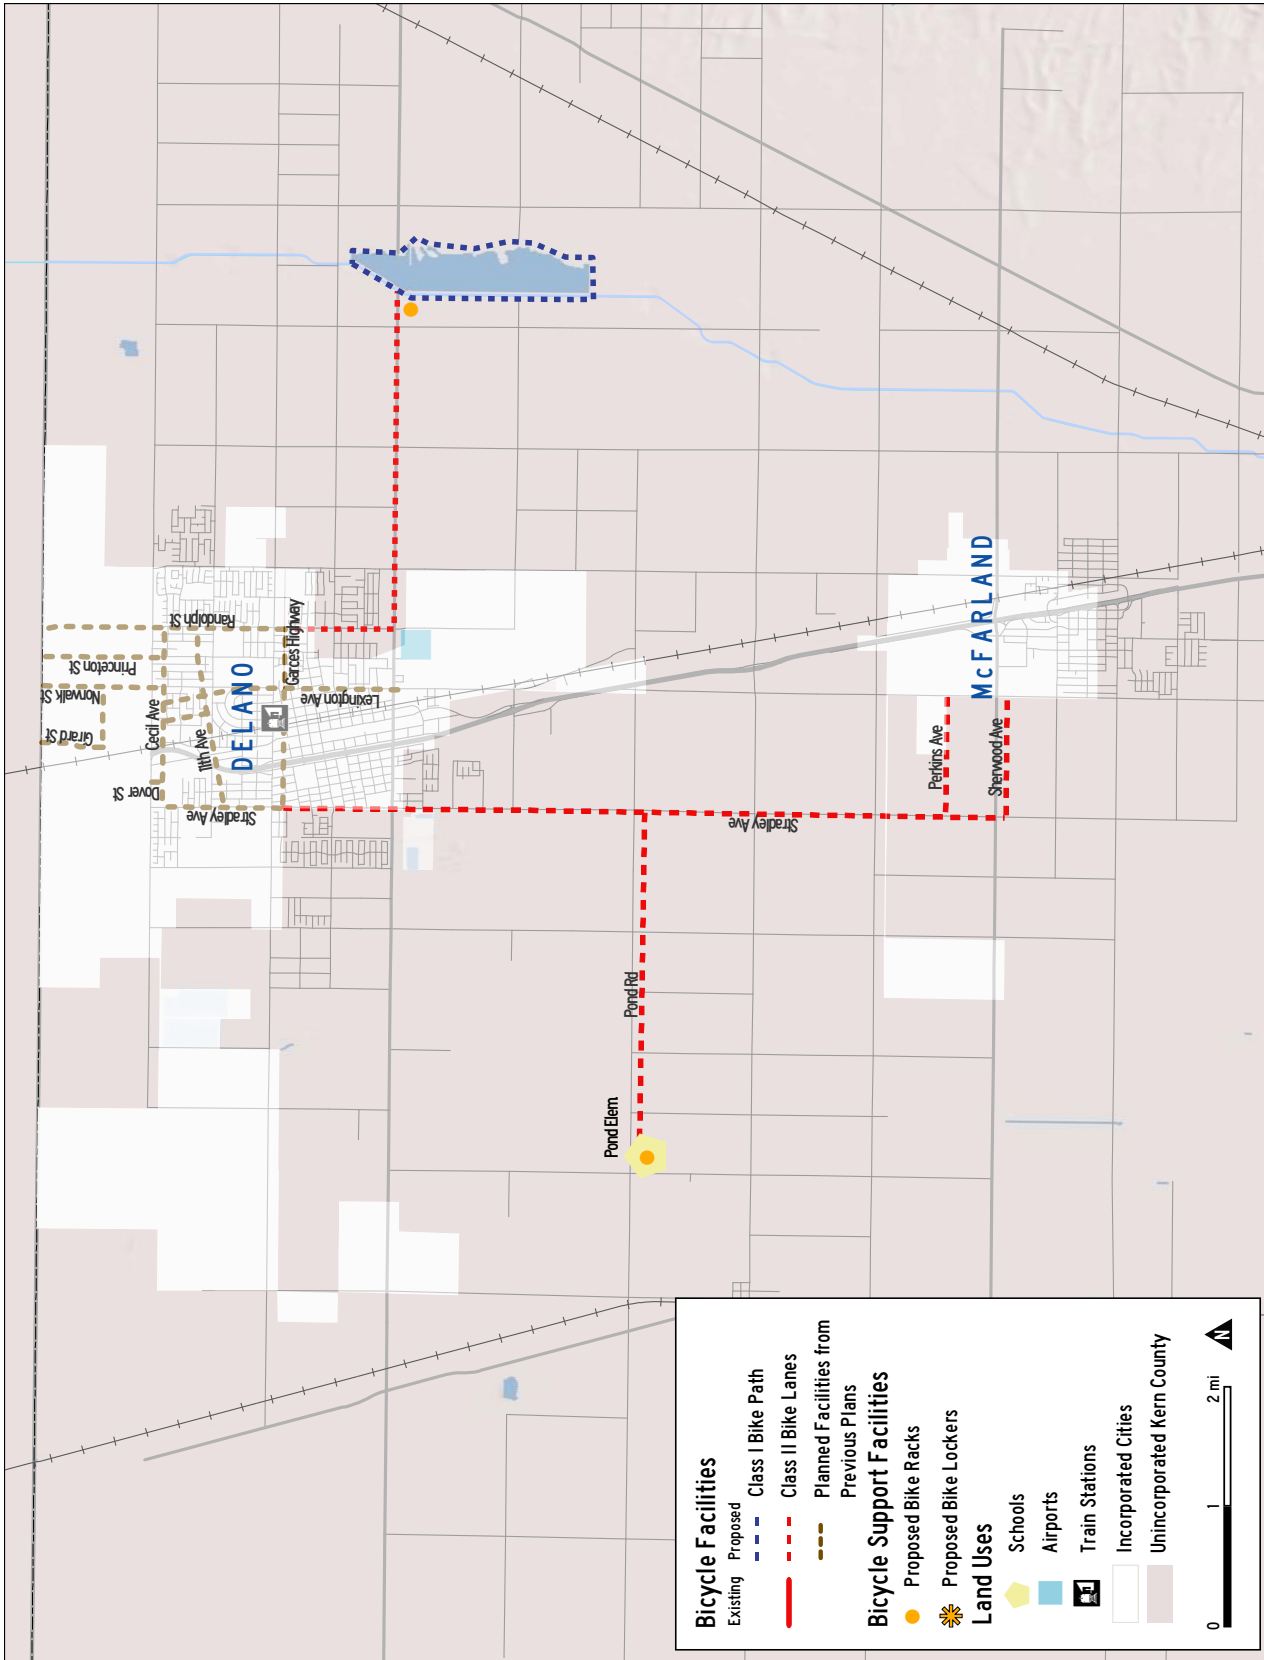 Girard St
Norwalk St
Princeton St
Randolph St
Dover St
Cecil Ave
11th Ave
Stradley Ave
DELANO
Garces Highway
Lexington Ave
Pond Elem.
Pond Rd
Stradley Ave
Perkins Ave
Sherwood Ave
McFARLAND
Bicycle Facilities
Existing Proposed
Class I Bike Path
Class II Bike Lanes
Planned Facilities from
Previous Plans
Bicycle Support Facilities
Proposed Bike Racks
Proposed Bike Lockers
Land Uses
Schools
Airports
Train Stations
Incorporated Cities
Unincorporated Kern County
0 1 2 mi
N